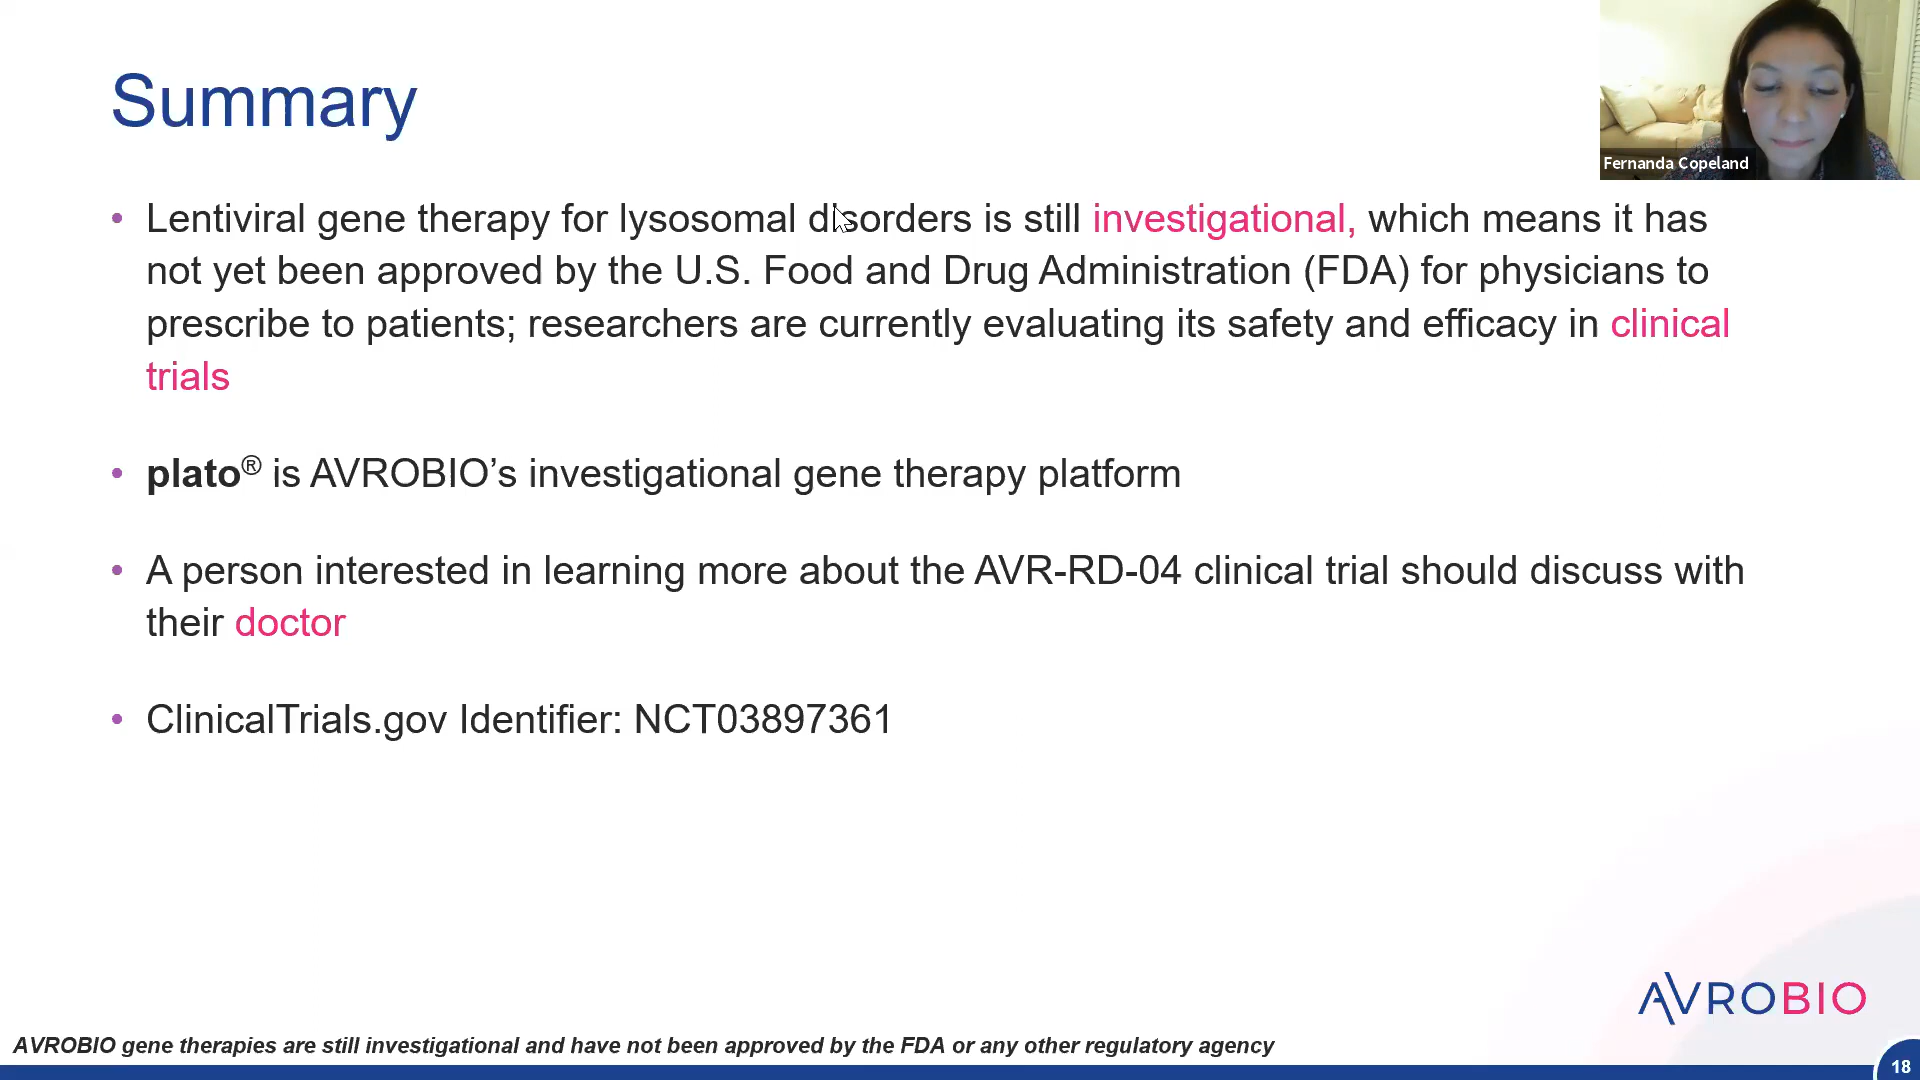 Summary
Fernanda Copeland
• Lentiviral gene therapy for lysosomal disorders is still investigational, which means it has
not yet been approved by the U.S. Food and Drug Administration (FDA) for physicians to
prescribe to patients; researchers are currently evaluating its safety and efficacy in clinical
trials
• plato® is AVROBIO’s investigational gene therapy platform
• A person interested in learning more about the AVR-RD-04 clinical trial should discuss with
their doctor
• ClinicalTrials.gov Identifier: NCT03897361
AVROBIO
AVROBIO gene therapies are still investigational and have not been approved by the FDA or any other regulatory agency
18